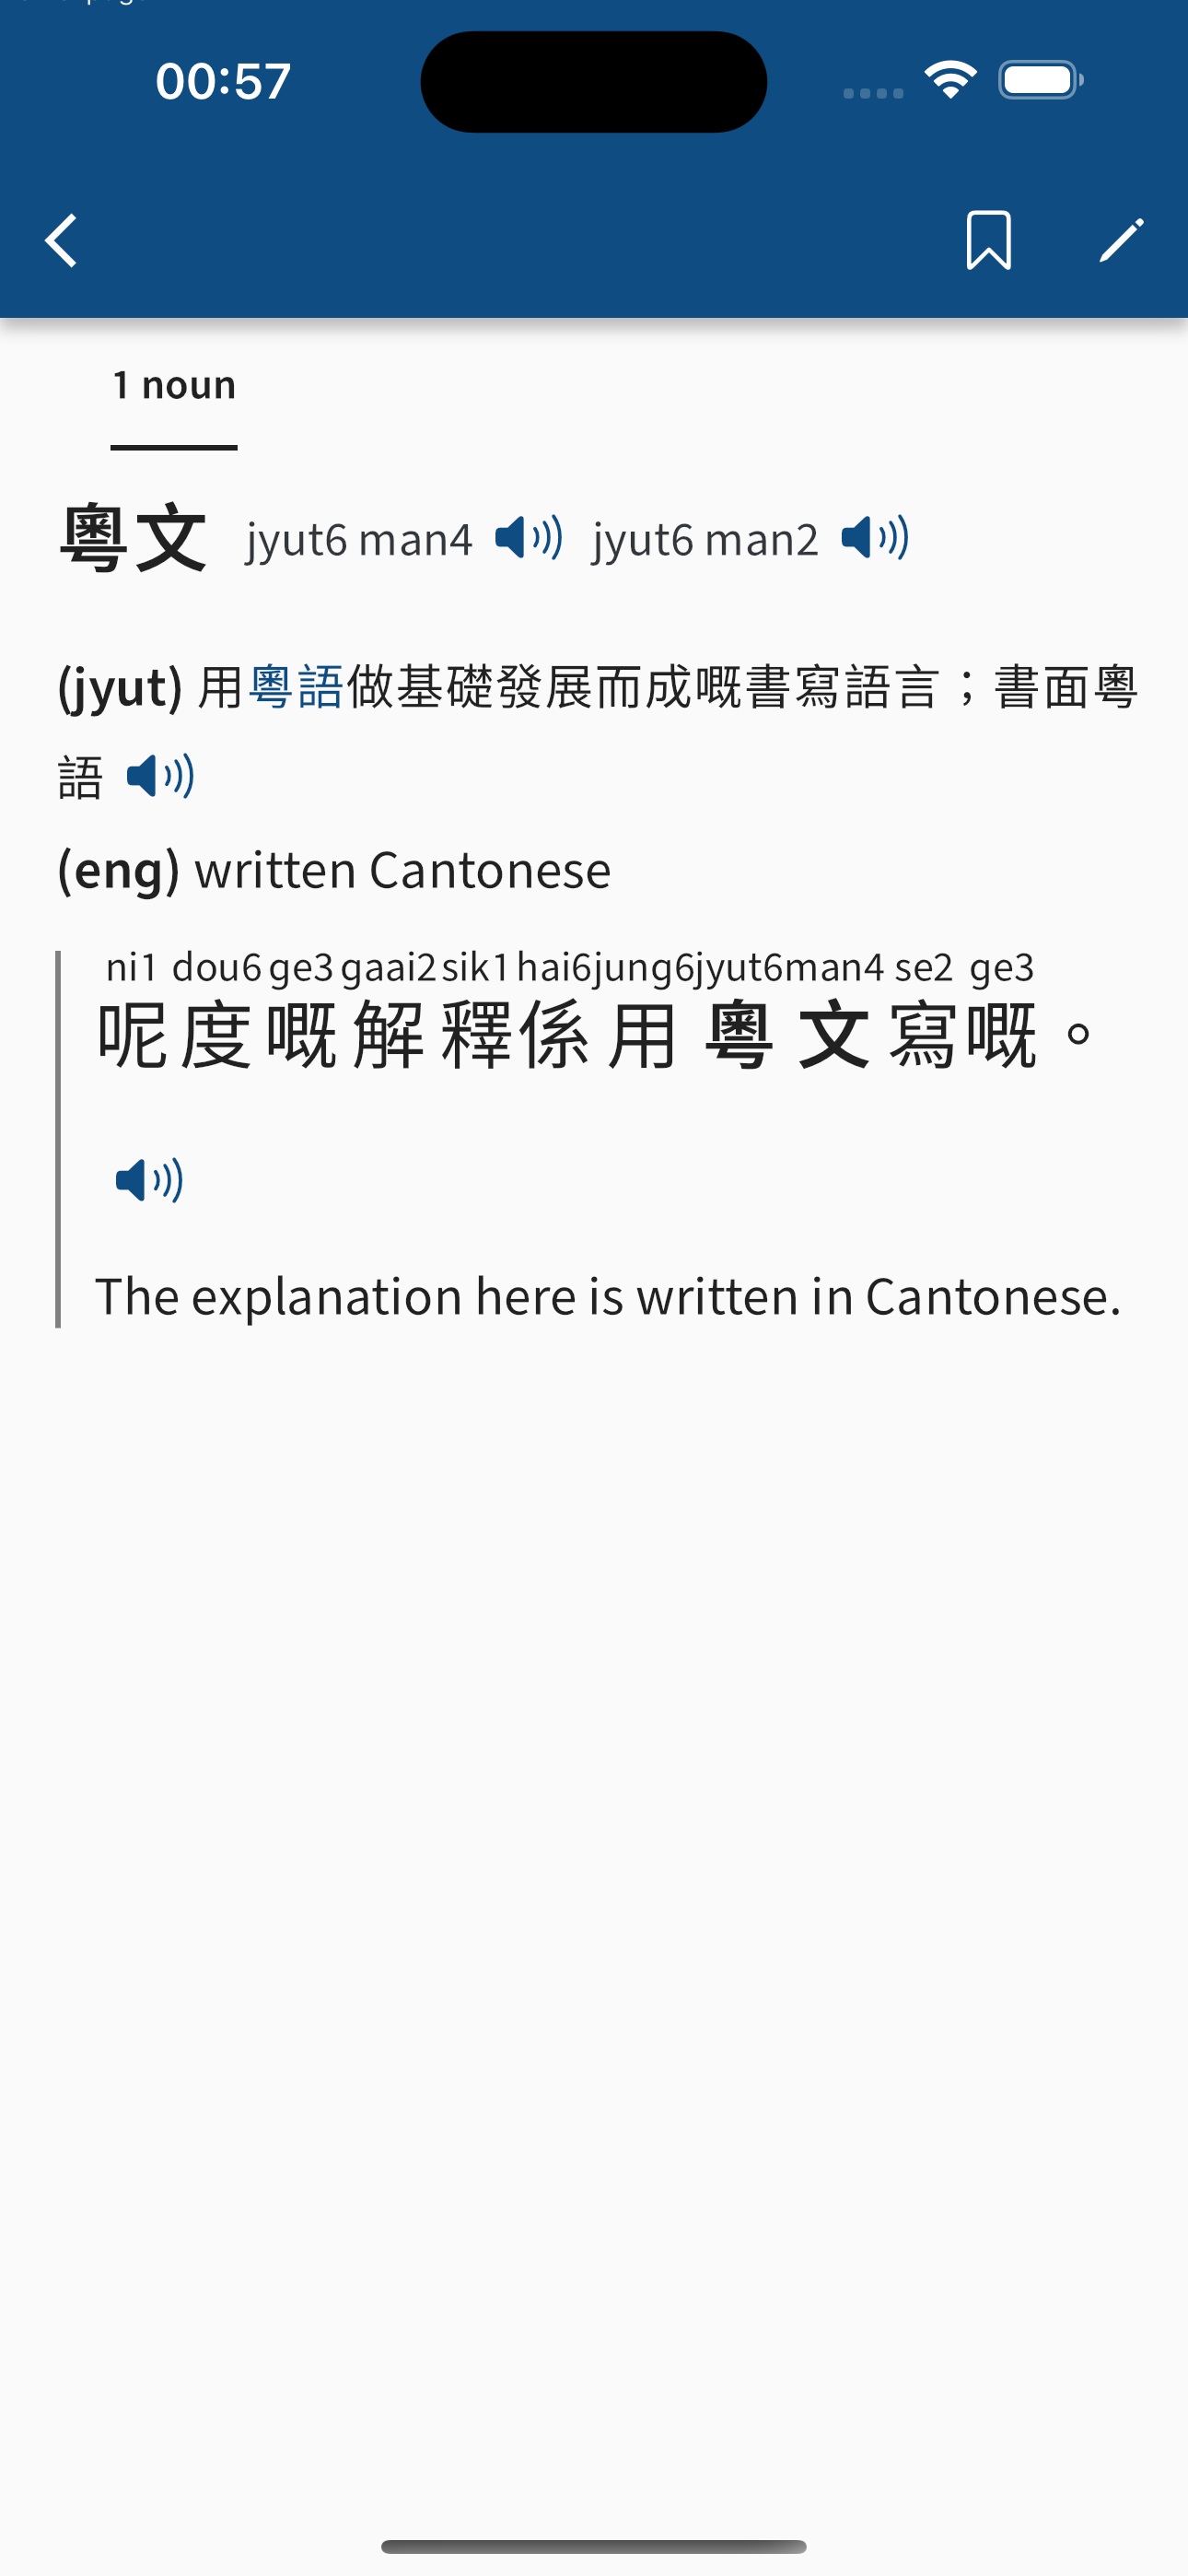 00:57
1 noun
粵文 jyut6 man4 jyut6 man2
(jyut) 用粵語做基礎發展而成嘅書寫語言；書面粵
語
(eng) written Cantonese
ni1 dou6 ge3 gaai2 sik1 hai6 jung6 jyut6 man4 se2 ge3
呢度嘅解釋係用粵文寫嘅。
The explanation here is written in Cantonese.